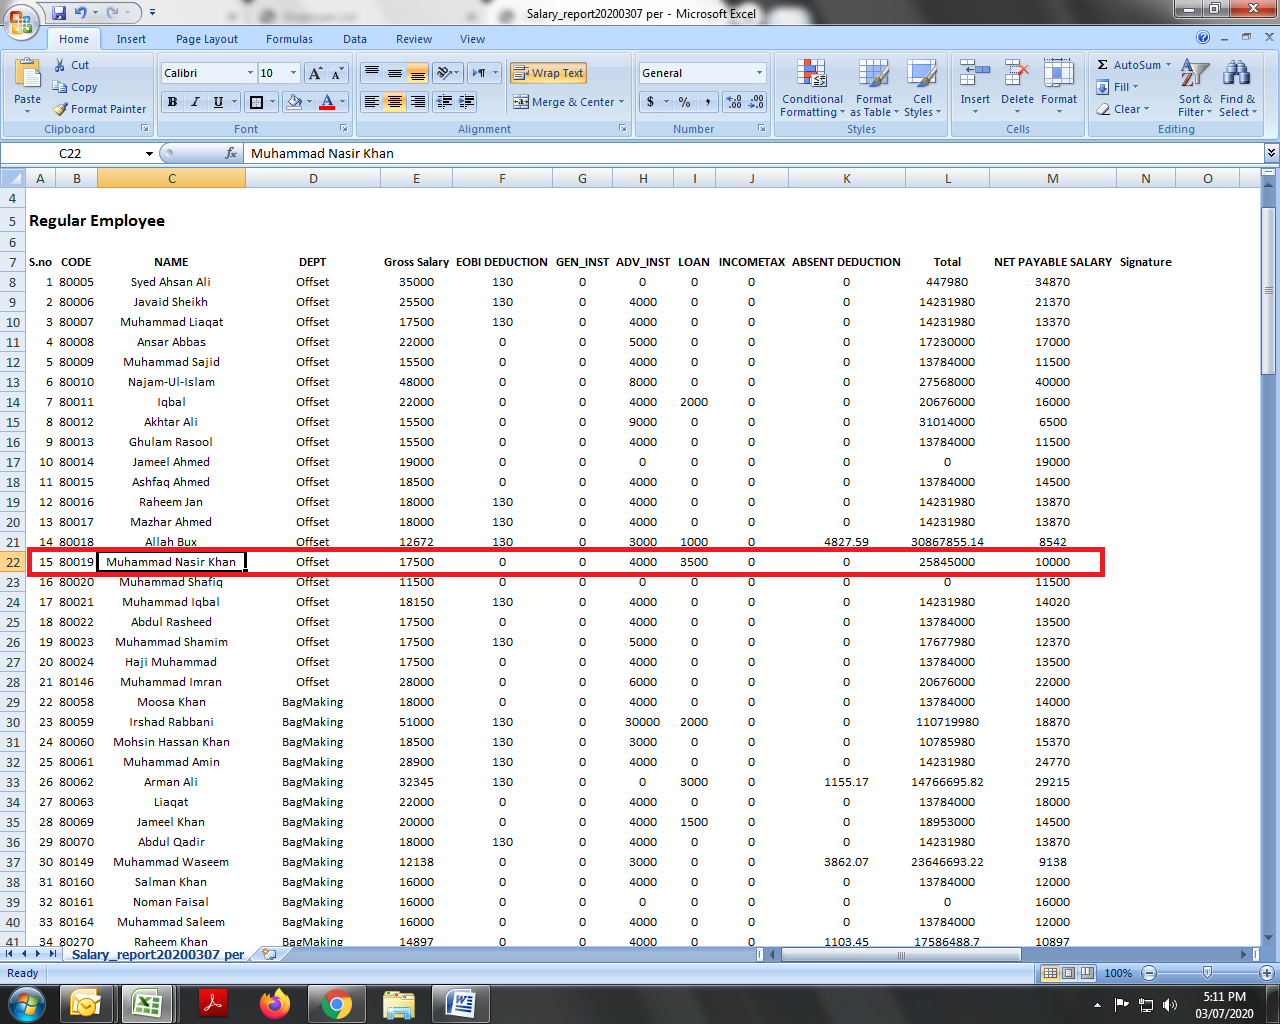 Salary_report20200307 per - Microsoft Excel
Home Insert Page Layout Formulas Data Review View
Paste Cut Copy Format Painter Clipboard
Calibri 10 A A B I U A Font
Wrap Text Merge & Center Alignment
General $ % , .0 .00 .00 .0 Number
Conditional Formatting Format as Table Cell Styles Styles
Insert Delete Format Cells
Σ AutoSum Fill Clear Sort & Filter Find & Select Editing
C22 fx Muhammad Nasir Khan
A B C D E F G H I J K L M N O
4
5 Regular Employee
6
7 S.no CODE NAME DEPT Gross Salary EOBI DEDUCTION GEN_INST ADV_INST LOAN INCOMETAX ABSENT DEDUCTION Total NET PAYABLE SALARY Signature
8 1 80005 Syed Ahsan Ali Offset 35000 130 0 0 0 0 0 447980 34870
9 2 80006 Javaid Sheikh Offset 25500 130 0 4000 0 0 0 14231980 21370
10 3 80007 Muhammad Liaqat Offset 17500 130 0 4000 0 0 0 14231980 13370
11 4 80008 Ansar Abbas Offset 22000 0 0 5000 0 0 0 17230000 17000
12 5 80009 Muhammad Sajid Offset 15500 0 0 4000 0 0 0 13784000 11500
13 6 80010 Najam-Ul-Islam Offset 48000 0 0 8000 0 0 0 27568000 40000
14 7 80011 Iqbal Offset 22000 0 0 4000 2000 0 0 20676000 16000
15 8 80012 Akhtar Ali Offset 15500 0 0 9000 0 0 0 31014000 6500
16 9 80013 Ghulam Rasool Offset 15500 0 0 4000 0 0 0 13784000 11500
17 10 80014 Jameel Ahmed Offset 19000 0 0 0 0 0 0 0 19000
18 11 80015 Ashfaq Ahmed Offset 18500 0 0 4000 0 0 0 13784000 14500
19 12 80016 Raheem Jan Offset 18000 130 0 4000 0 0 0 14231980 13870
20 13 80017 Mazhar Ahmed Offset 18000 130 0 4000 0 0 0 14231980 13870
21 14 80018 Allah Bux Offset 12672 130 0 3000 1000 0 4827.59 30867855.14 8542
22 15 80019 Muhammad Nasir Khan Offset 17500 0 0 4000 3500 0 0 25845000 10000
23 16 80020 Muhammad Shafiq Offset 11500 0 0 0 0 0 0 0 11500
24 17 80021 Muhammad Iqbal Offset 18150 130 0 4000 0 0 0 14231980 14020
25 18 80022 Abdul Rasheed Offset 17500 0 0 4000 0 0 0 13784000 13500
26 19 80023 Muhammad Shamim Offset 17500 130 0 5000 0 0 0 17677980 12370
27 20 80024 Haji Muhammad Offset 17500 0 0 4000 0 0 0 13784000 13500
28 21 80146 Muhammad Imran Offset 28000 0 0 6000 0 0 0 20676000 22000
29 22 80058 Moosa Khan BagMaking 18000 0 0 4000 0 0 0 13784000 14000
30 23 80059 Irshad Rabbani BagMaking 51000 130 0 30000 2000 0 0 110719980 18870
31 24 80060 Mohsin Hassan Khan BagMaking 18500 130 0 3000 0 0 0 10785980 15370
32 25 80061 Muhammad Amin BagMaking 28900 130 0 4000 0 0 0 14231980 24770
33 26 80062 Arman Ali BagMaking 32345 130 0 0 3000 0 1155.17 14766695.82 29215
34 27 80063 Liaqat BagMaking 22000 0 0 4000 0 0 0 13784000 18000
35 28 80069 Jameel Khan BagMaking 20000 0 0 4000 1500 0 0 18953000 14500
36 29 80070 Abdul Qadir BagMaking 18000 130 0 4000 0 0 0 14231980 13870
37 30 80149 Muhammad Waseem BagMaking 12138 0 0 3000 0 0 3862.07 23646693.22 9138
38 31 80160 Salman Khan BagMaking 16000 0 0 4000 0 0 0 13784000 12000
39 32 80161 Noman Faisal BagMaking 16000 0 0 0 0 0 0 0 16000
40 33 80164 Muhammad Saleem BagMaking 16000 0 0 4000 0 0 0 13784000 12000
41 34 80270 Raheem Khan BagMaking 14897 0 0 4000 0 0 1103.45 17586488.7 10897
Salary_report20200307 per
Ready 100%
5:11 PM
03/07/2020